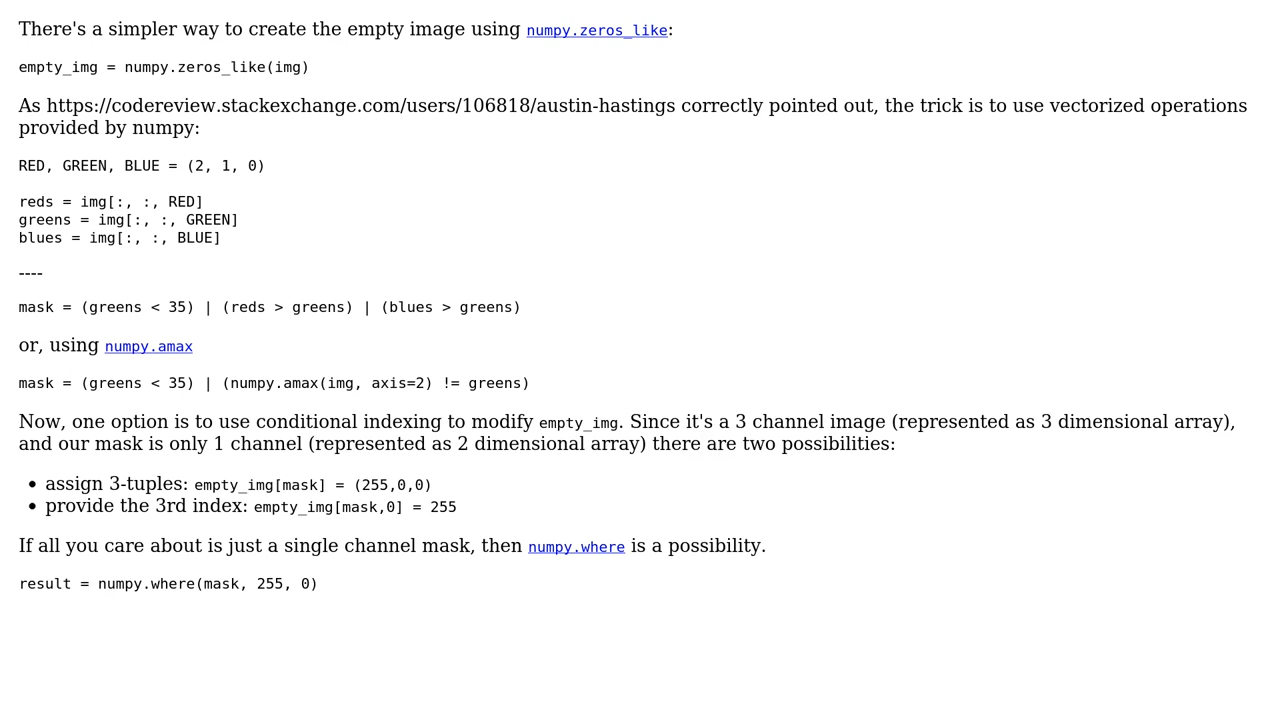 There's a simpler way to create the empty image using numpy.zeros_like:
empty_img = numpy.zeros_like(img)
As https://codereview.stackexchange.com/users/106818/austin-hastings correctly pointed out, the trick is to use vectorized operations
provided by numpy:
RED, GREEN, BLUE = (2, 1, 0)
reds = img[:, :, RED]
greens = img[:, :, GREEN]
blues = img[:, :, BLUE]
----
mask = (greens < 35) | (reds > greens) | (blues > greens)
or, using numpy.amax
mask = (greens < 35) | (numpy.amax(img, axis=2) != greens)
Now, one option is to use conditional indexing to modify empty_img. Since it's a 3 channel image (represented as 3 dimensional array),
and our mask is only 1 channel (represented as 2 dimensional array) there are two possibilities:
• assign 3-tuples: empty_img[mask] = (255,0,0)
• provide the 3rd index: empty_img[mask,0] = 255
If all you care about is just a single channel mask, then numpy.where is a possibility.
result = numpy.where(mask, 255, 0)